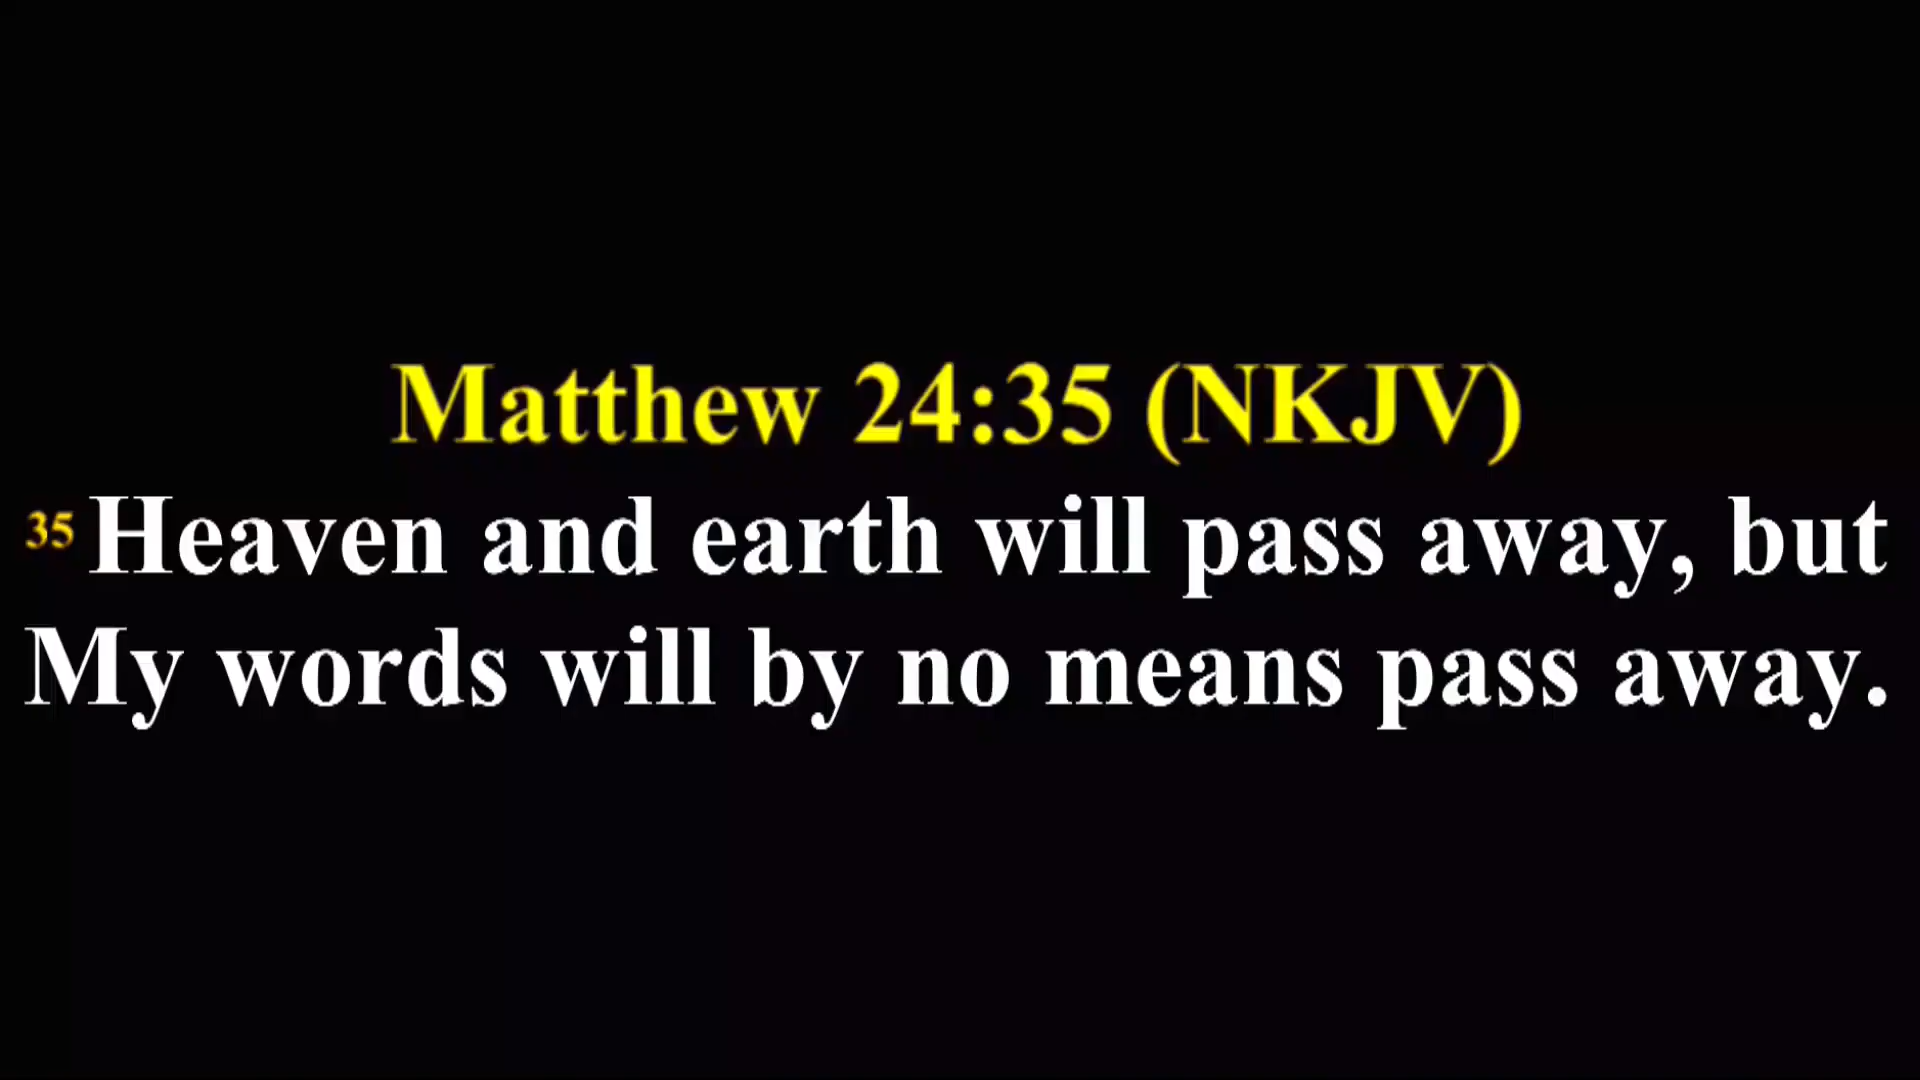 Matthew 24:35 (NKJV)
35 Heaven and earth will pass away, but
My words will by no means pass away.